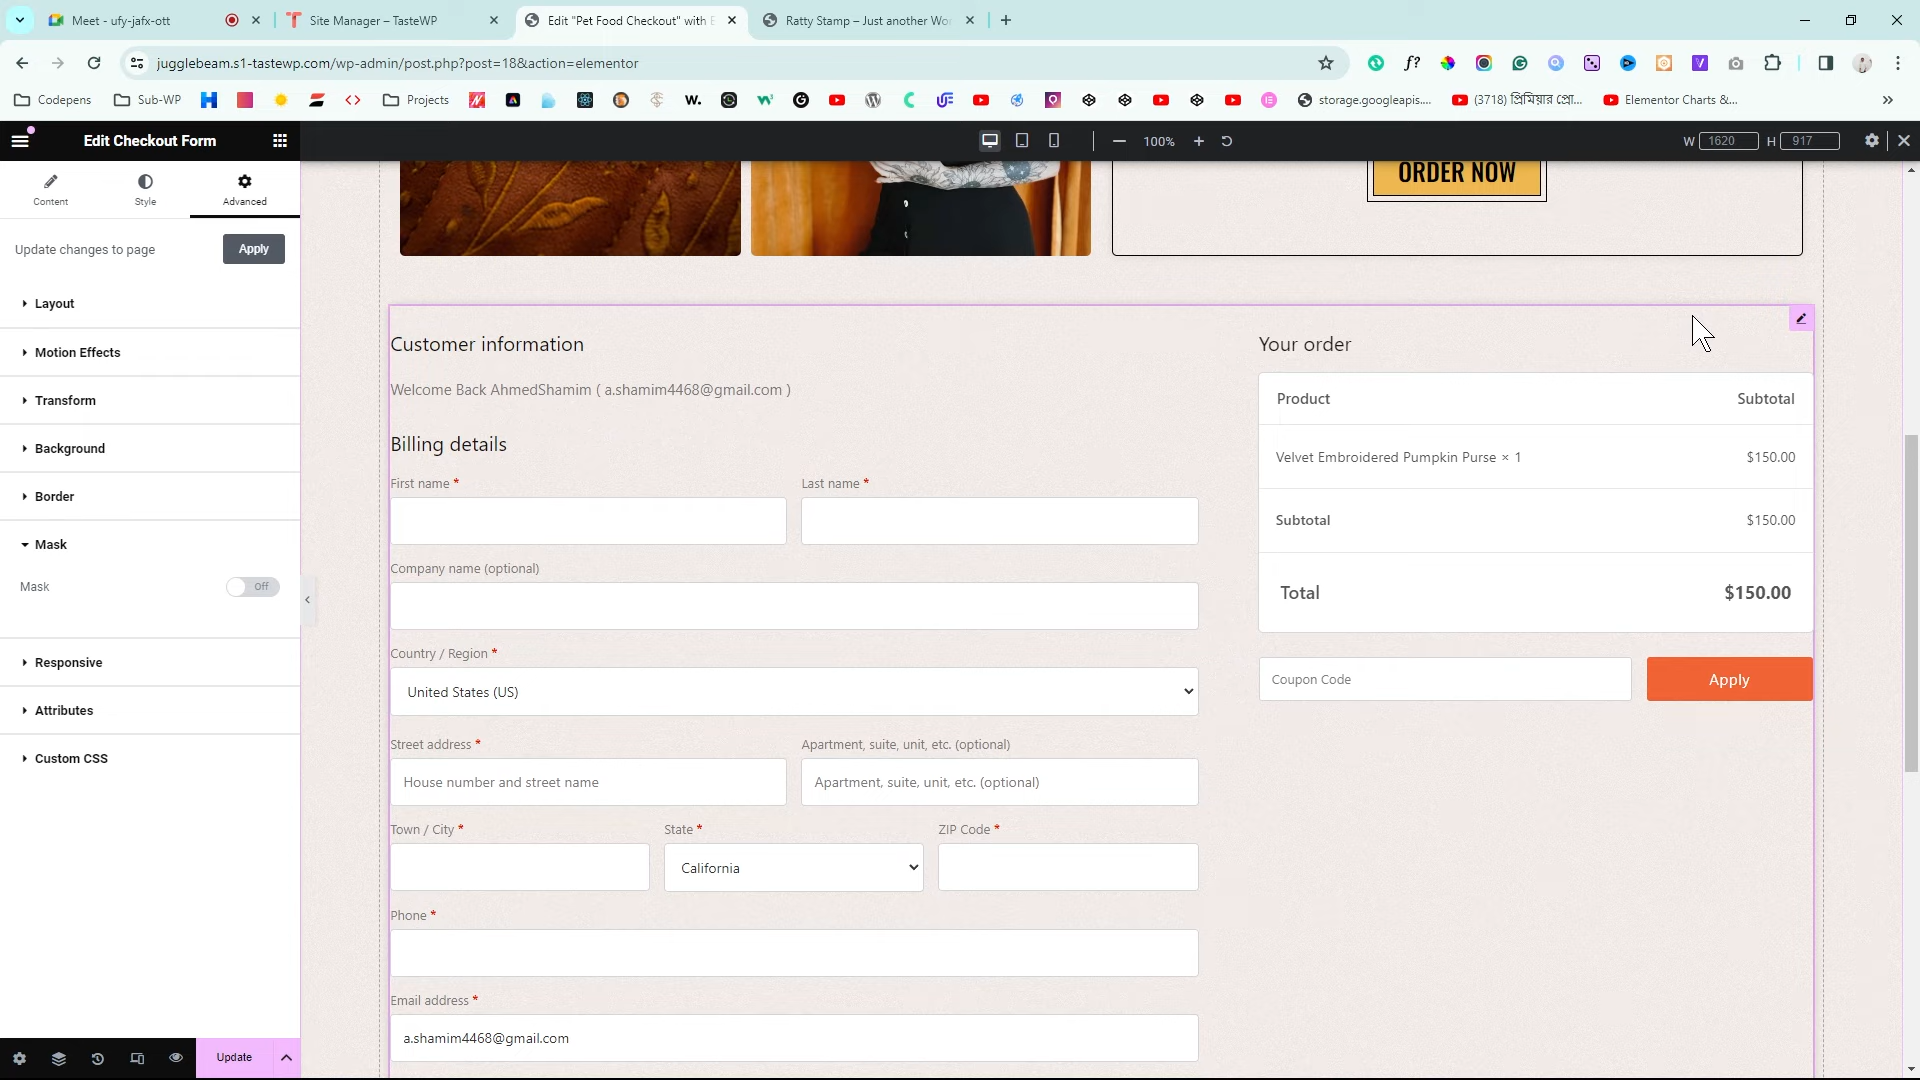 Meet - ufy-jafx-ott
Site Manager – TasteWP
Edit "Pet Food Checkout" with E
Ratty Stamp – Just another Wor
jugglebeam.s1-tastewp.com/wp-admin/post.php?post=18&action=elementor
Codepens
Sub-WP
Projects
storage.googleapis....
(3718) প্রিমিয়ার প্রো...
Elementor Charts &...
Edit Checkout Form
100%
W 1620 H 917
Content
Style
Advanced
Update changes to page
Apply
Layout
Motion Effects
Transform
Background
Border
Mask
Mask
Off
Responsive
Attributes
Custom CSS
Update
ORDER NOW
Customer information
Welcome Back AhmedShamim ( a.shamim4468@gmail.com )
Billing details
First name *
Last name *
Company name (optional)
Country / Region *
United States (US)
Street address *
Apartment, suite, unit, etc. (optional)
House number and street name
Apartment, suite, unit, etc. (optional)
Town / City *
State *
ZIP Code *
California
Phone *
Email address *
a.shamim4468@gmail.com
Your order
Product Subtotal
Velvet Embroidered Pumpkin Purse × 1 $150.00
Subtotal $150.00
Total $150.00
Coupon Code
Apply